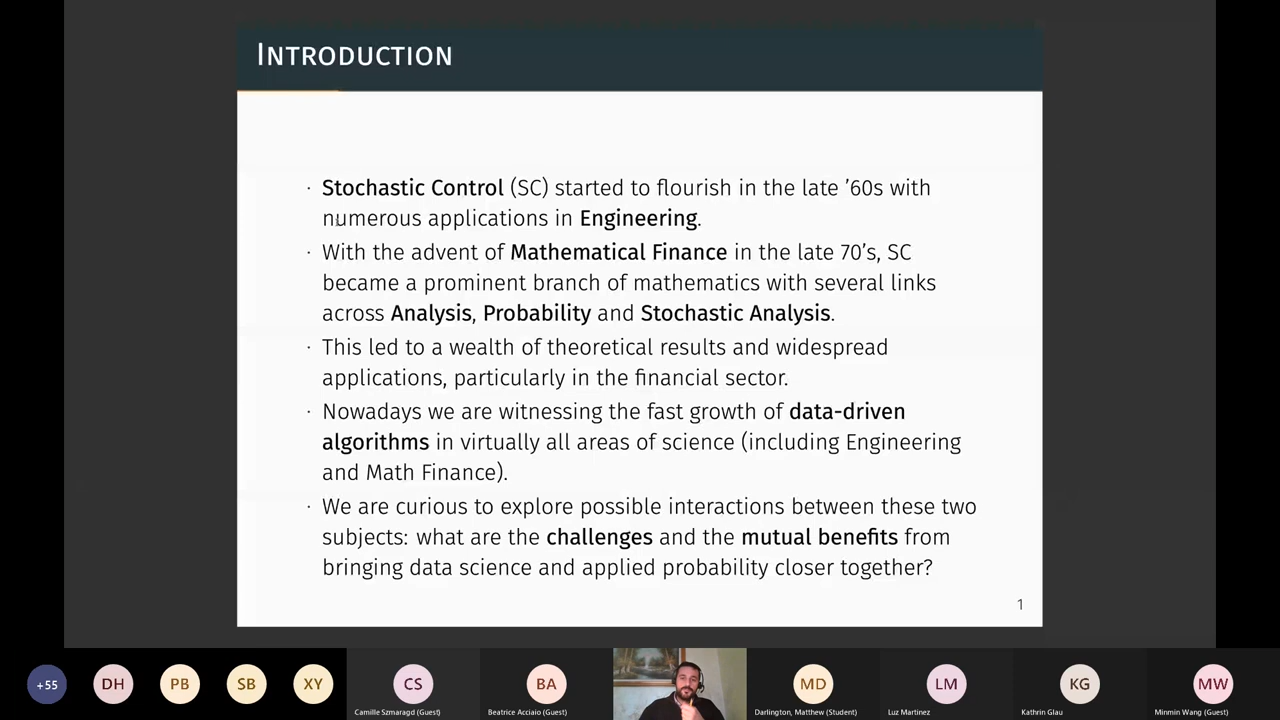 INTRODUCTION
· Stochastic Control (SC) started to flourish in the late ’60s with
numerous applications in Engineering.
· With the advent of Mathematical Finance in the late 70’s, SC
became a prominent branch of mathematics with several links
across Analysis, Probability and Stochastic Analysis.
· This led to a wealth of theoretical results and widespread
applications, particularly in the financial sector.
· Nowadays we are witnessing the fast growth of data-driven
algorithms in virtually all areas of science (including Engineering
and Math Finance).
· We are curious to explore possible interactions between these two
subjects: what are the challenges and the mutual benefits from
bringing data science and applied probability closer together?
1
+55 DH PB SB XY CS BA MD LM KG MW
Camille Szmaragd (Guest) Beatrice Acciaio (Guest) Darlington, Matthew (Student) Luz Martinez Kathrin Glau Minmin Wang (Guest)